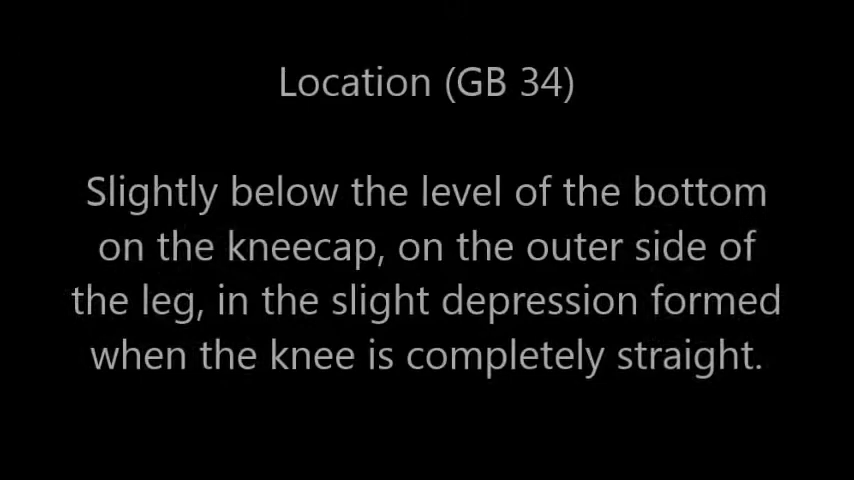 Location (GB 34)
Slightly below the level of the bottom
on the kneecap, on the outer side of
the leg, in the slight depression formed
when the knee is completely straight.